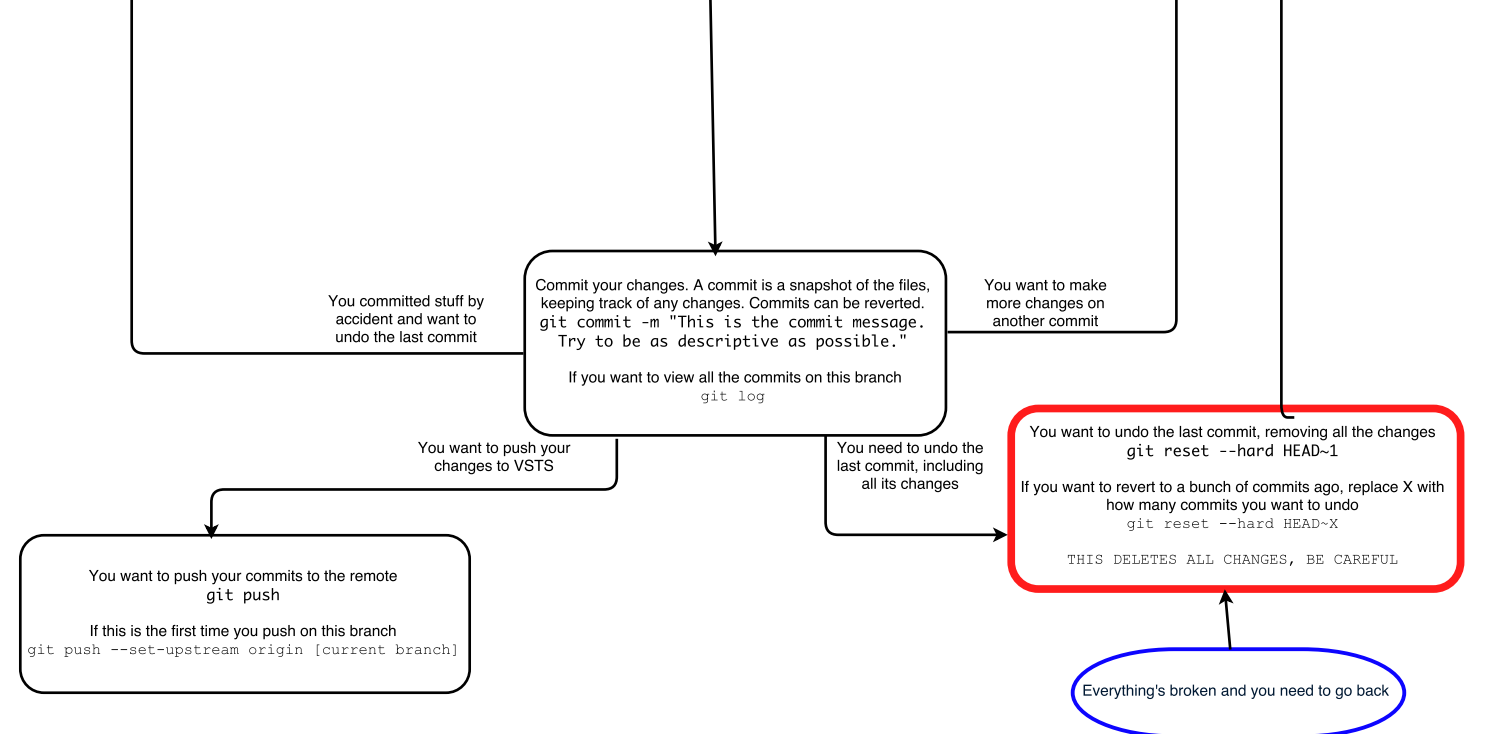 You committed stuff by
accident and want to
undo the last commit
Commit your changes. A commit is a snapshot of the files,
keeping track of any changes. Commits can be reverted.
git commit -m "This is the commit message.
Try to be as descriptive as possible."
If you want to view all the commits on this branch
git log
You want to make
more changes on
another commit
You want to push your
changes to VSTS
You need to undo the
last commit, including
all its changes
You want to undo the last commit, removing all the changes
git reset --hard HEAD~1
If you want to revert to a bunch of commits ago, replace X with
how many commits you want to undo
git reset --hard HEAD~X
THIS DELETES ALL CHANGES, BE CAREFUL
You want to push your commits to the remote
git push
If this is the first time you push on this branch
git push --set-upstream origin [current branch]
Everything's broken and you need to go back